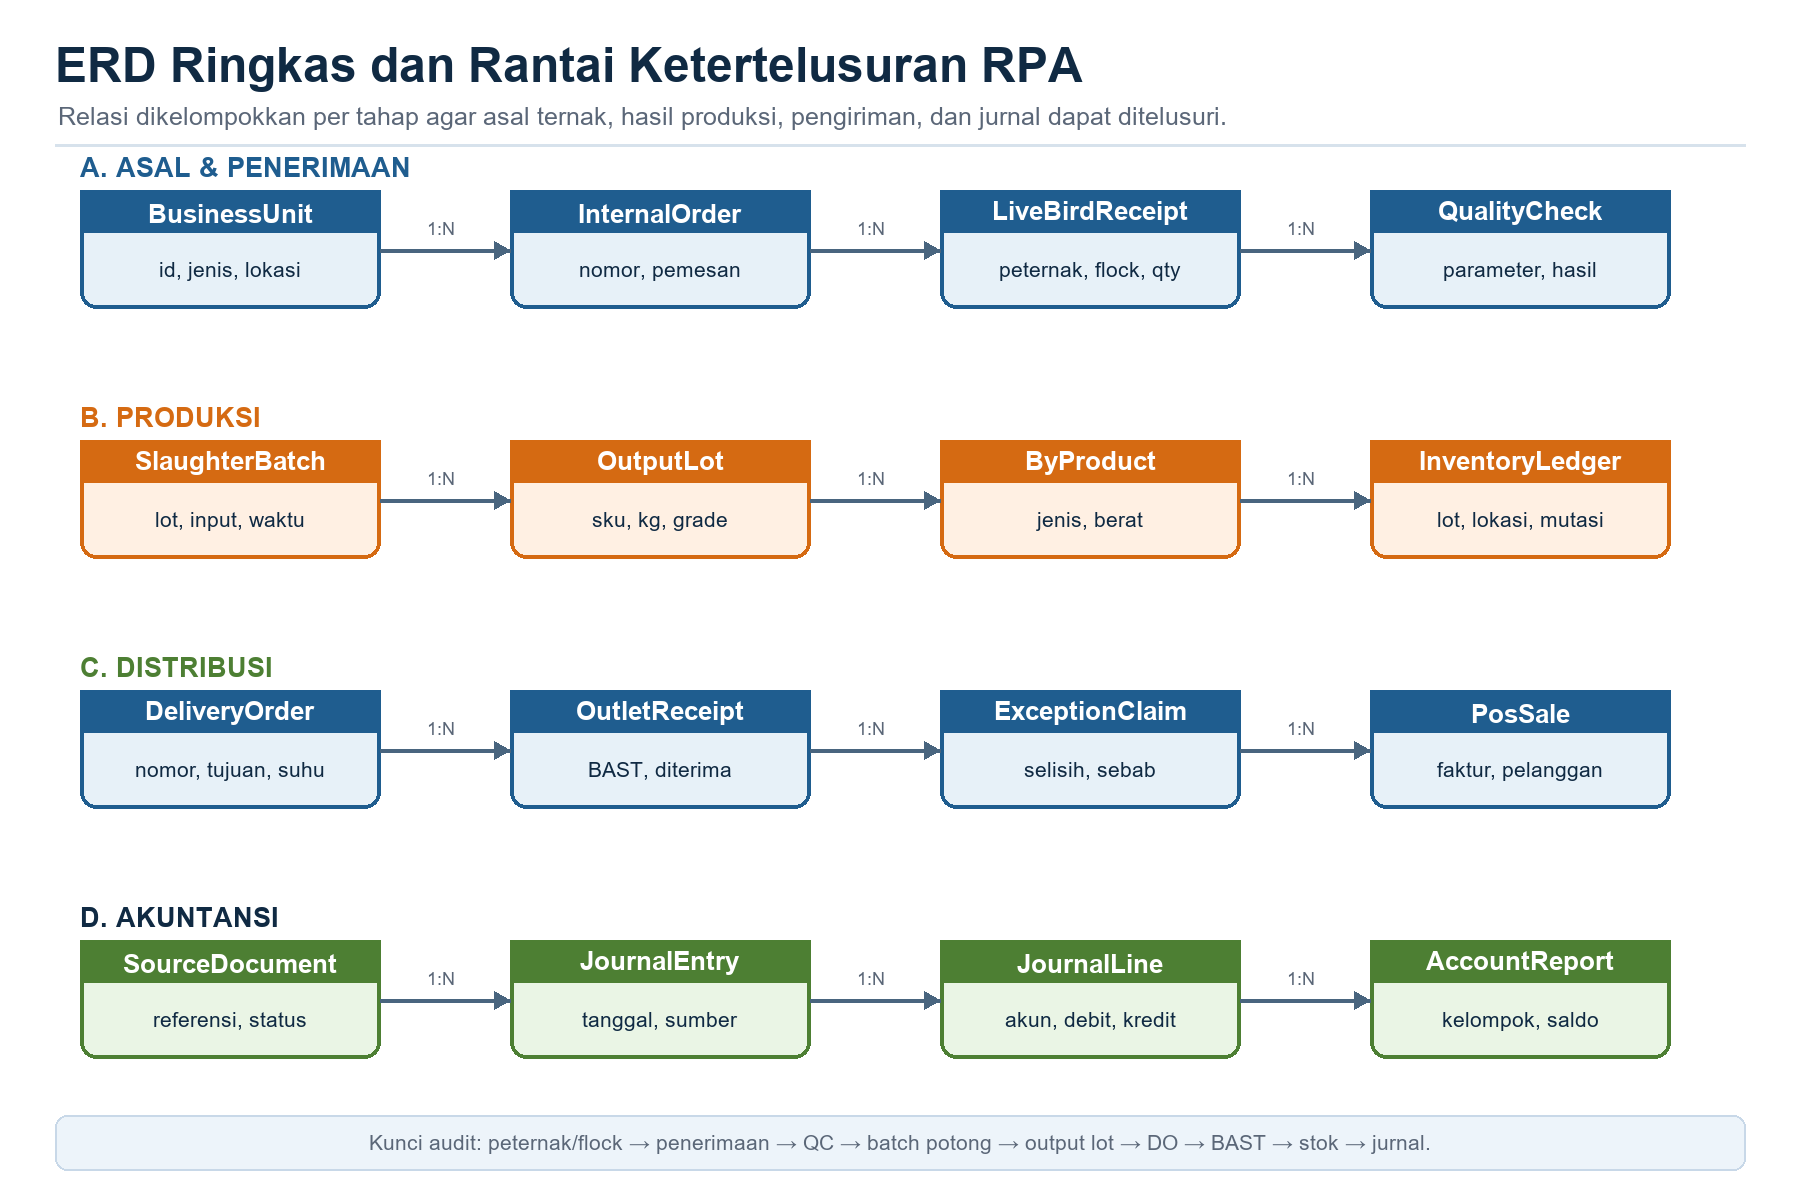 ERD Ringkas dan Rantai Ketertelusuran RPA
Relasi dikelompokkan per tahap agar asal ternak, hasil produksi, pengiriman, dan jurnal dapat ditelusuri.
A. ASAL & PENERIMAAN
BusinessUnit
id, jenis, lokasi
1:N
InternalOrder
nomor, pemesan
1:N
LiveBirdReceipt
peternak, flock, qty
1:N
QualityCheck
parameter, hasil
B. PRODUKSI
SlaughterBatch
lot, input, waktu
1:N
OutputLot
sku, kg, grade
1:N
ByProduct
jenis, berat
1:N
InventoryLedger
lot, lokasi, mutasi
C. DISTRIBUSI
DeliveryOrder
nomor, tujuan, suhu
1:N
OutletReceipt
BAST, diterima
1:N
ExceptionClaim
selisih, sebab
1:N
PosSale
faktur, pelanggan
D. AKUNTANSI
SourceDocument
referensi, status
1:N
JournalEntry
tanggal, sumber
1:N
JournalLine
akun, debit, kredit
1:N
AccountReport
kelompok, saldo
Kunci audit: peternak/flock → penerimaan → QC → batch potong → output lot → DO → BAST → stok → jurnal.